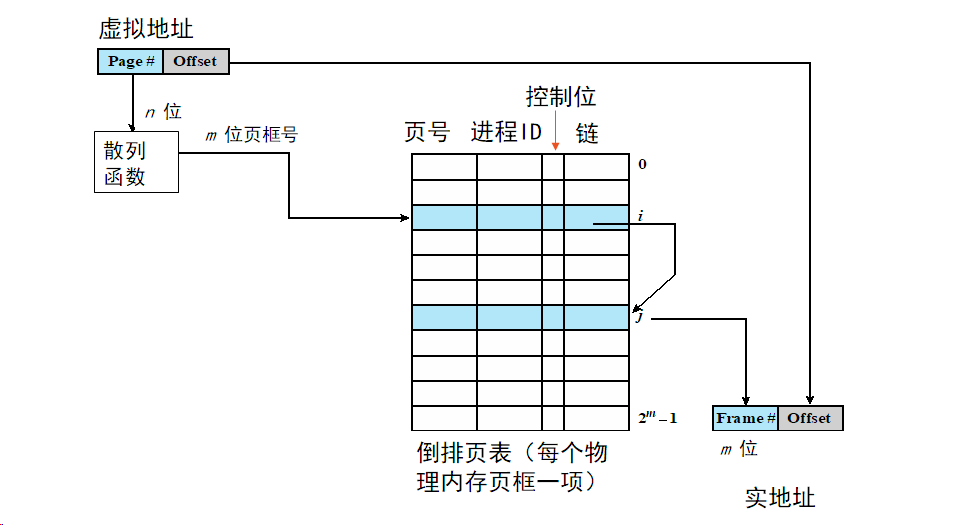 虚拟地址
Page # Offset
n 位
散列
函数
m 位页框号
控制位
页号 进程ID 链
0
i
j
2ᵐ – 1
倒排页表（每个物
理内存页框一项）
Frame # Offset
m 位
实地址